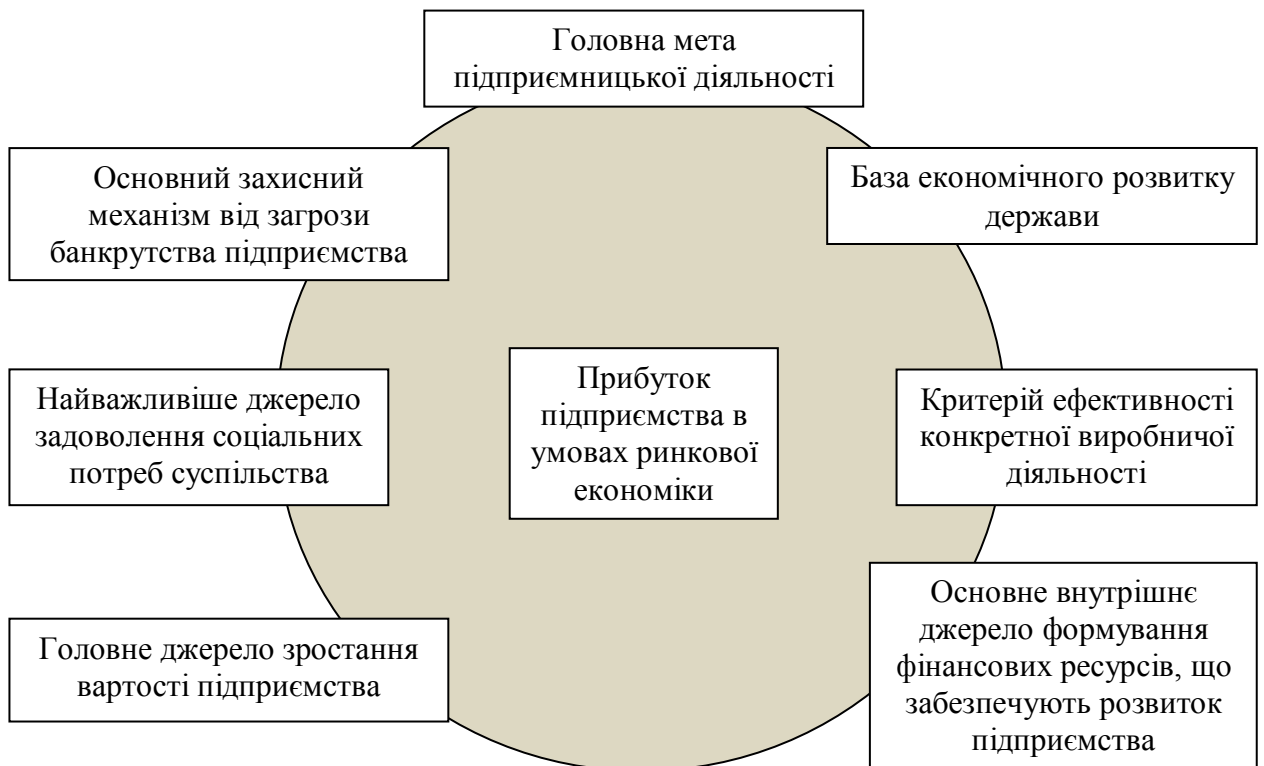 Головна мета
підприємницької діяльності
Основний захисний
механізм від загрози
банкрутства підприємства
База економічного розвитку
держави
Найважливіше джерело
задоволення соціальних
потреб суспільства
Прибуток
підприємства в
умовах ринкової
економіки
Критерій ефективності
конкретної виробничої
діяльності
Головне джерело зростання
вартості підприємства
Основне внутрішнє
джерело формування
фінансових ресурсів, що
забезпечують розвиток
підприємства